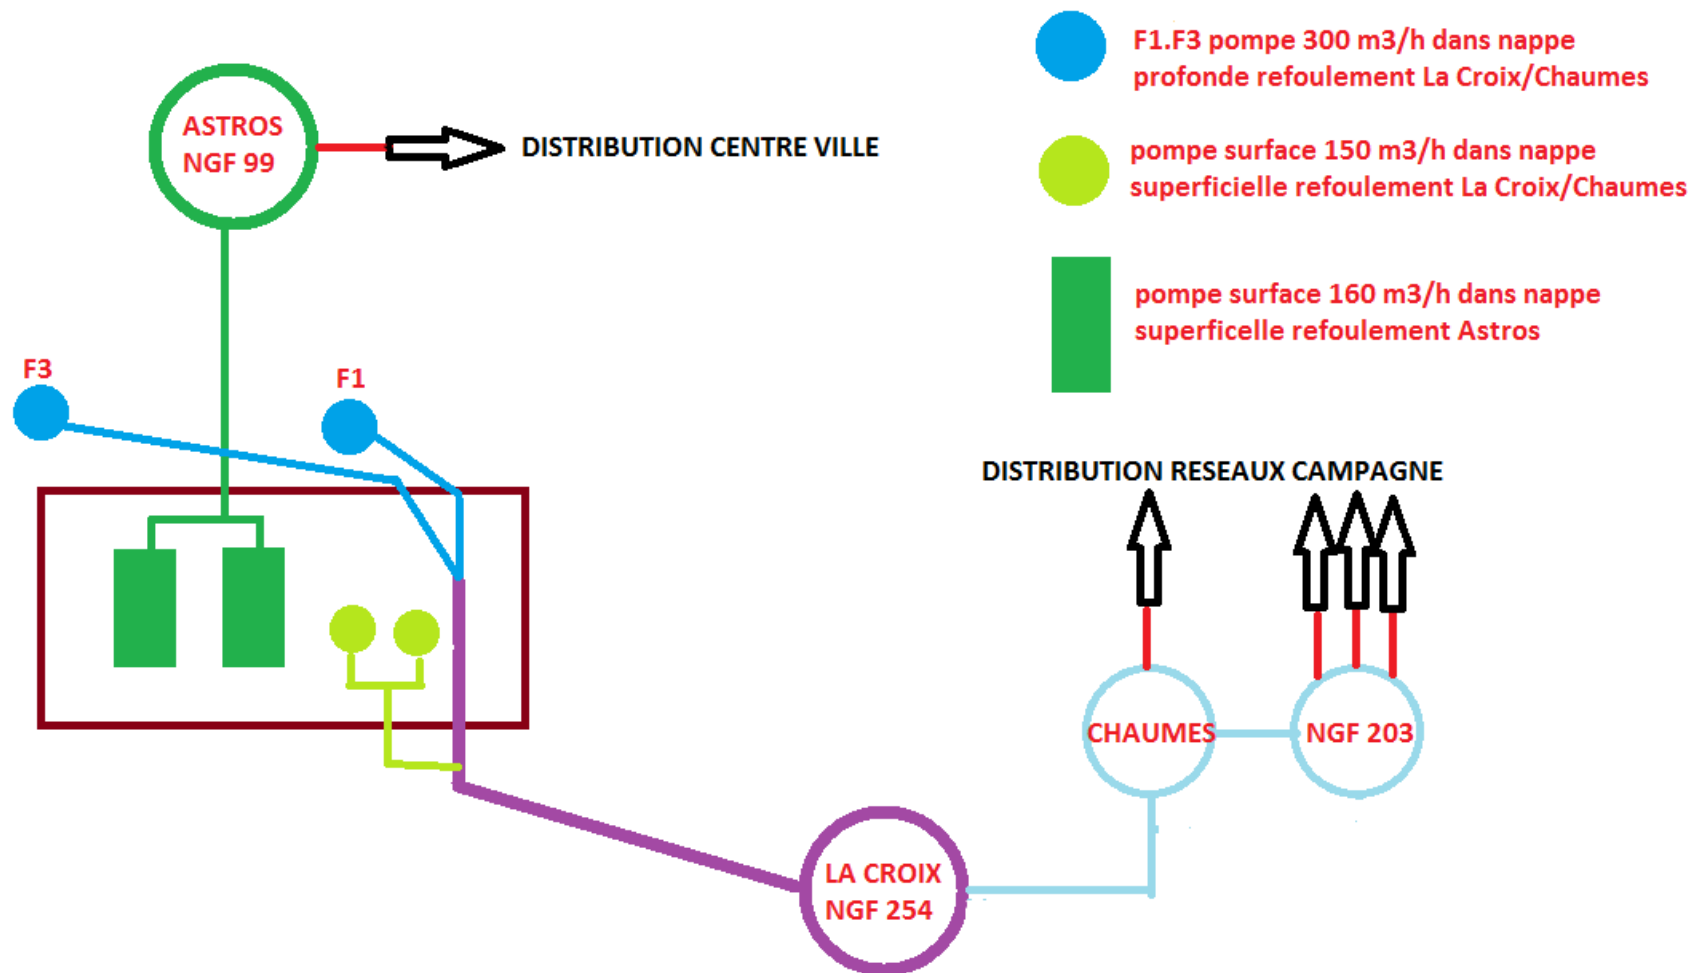 F1.F3 pompe 300 m3/h dans nappe
profonde refoulement La Croix/Chaumes
ASTROS
NGF 99
DISTRIBUTION CENTRE VILLE
pompe surface 150 m3/h dans nappe
superficielle refoulement La Croix/Chaumes
pompe surface 160 m3/h dans nappe
superficelle refoulement Astros
F3
F1
DISTRIBUTION RESEAUX CAMPAGNE
CHAUMES
NGF 203
LA CROIX
NGF 254